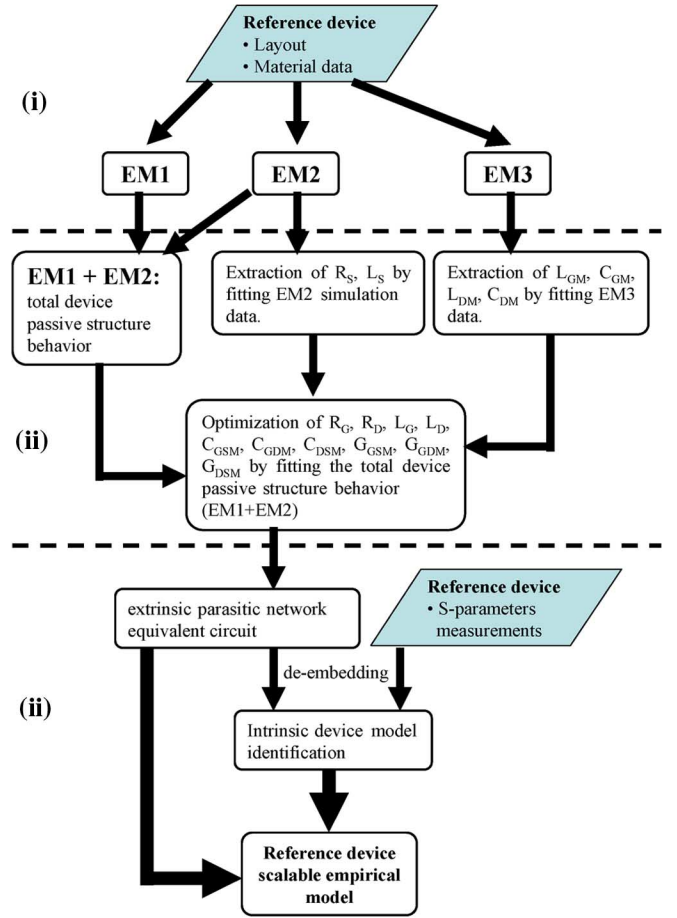 Reference device
• Layout
• Material data
(i)
EM1
EM2
EM3
EM1 + EM2:
total device
passive structure
behavior
Extraction of R_S, L_S by
fitting EM2 simulation
data.
Extraction of L_GM, C_GM,
L_DM, C_DM by fitting EM3
data.
(ii)
Optimization of R_G, R_D, L_G, L_D,
C_GSM, C_GDM, C_DSM, G_GSM, G_GDM,
G_DSM by fitting the total device
passive structure behavior
(EM1+EM2)
extrinsic parasitic network
equivalent circuit
Reference device
• S-parameters
measurements
de-embedding
(ii)
Intrinsic device model
identification
Reference device
scalable empirical
model